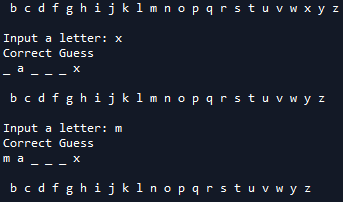 b c d f g h i j k l m n o p q r s t u v w x y z
Input a letter: x
Correct Guess
_ a _ _ _ x
b c d f g h i j k l m n o p q r s t u v w y z
Input a letter: m
Correct Guess
m a _ _ _ x
b c d f g h i j k l n o p q r s t u v w y z